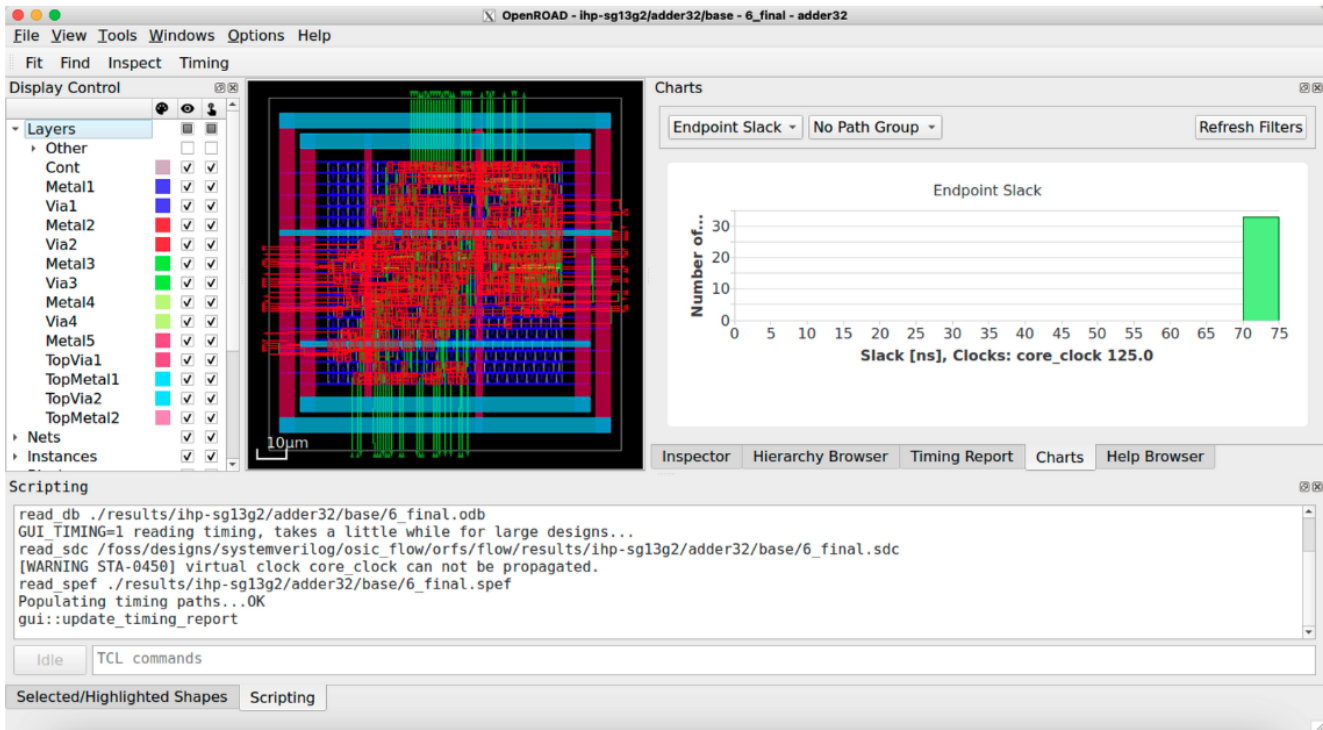 OpenROAD - ihp-sg13g2/adder32/base - 6_final - adder32
File View Tools Windows Options Help
Fit Find Inspect Timing
Display Control
Layers
Other
Cont
Metal1
Via1
Metal2
Via2
Metal3
Via3
Metal4
Via4
Metal5
TopVia1
TopMetal1
TopVia2
TopMetal2
Nets
Instances
10μm
Charts
Endpoint Slack No Path Group Refresh Filters
Endpoint Slack
Number of...
30
20
10
0
0 5 10 15 20 25 30 35 40 45 50 55 60 65 70 75
Slack [ns], Clocks: core_clock 125.0
Inspector Hierarchy Browser Timing Report Charts Help Browser
Scripting
read_db ./results/ihp-sg13g2/adder32/base/6_final.odb
GUI_TIMING=1 reading timing, takes a little while for large designs...
read_sdc /foss/designs/systemverilog/osic_flow/orfs/flow/results/ihp-sg13g2/adder32/base/6_final.sdc
[WARNING STA-0450] virtual clock core_clock can not be propagated.
read_spef ./results/ihp-sg13g2/adder32/base/6_final.spef
Populating timing paths...OK
gui::update_timing_report
Idle TCL commands
Selected/Highlighted Shapes Scripting